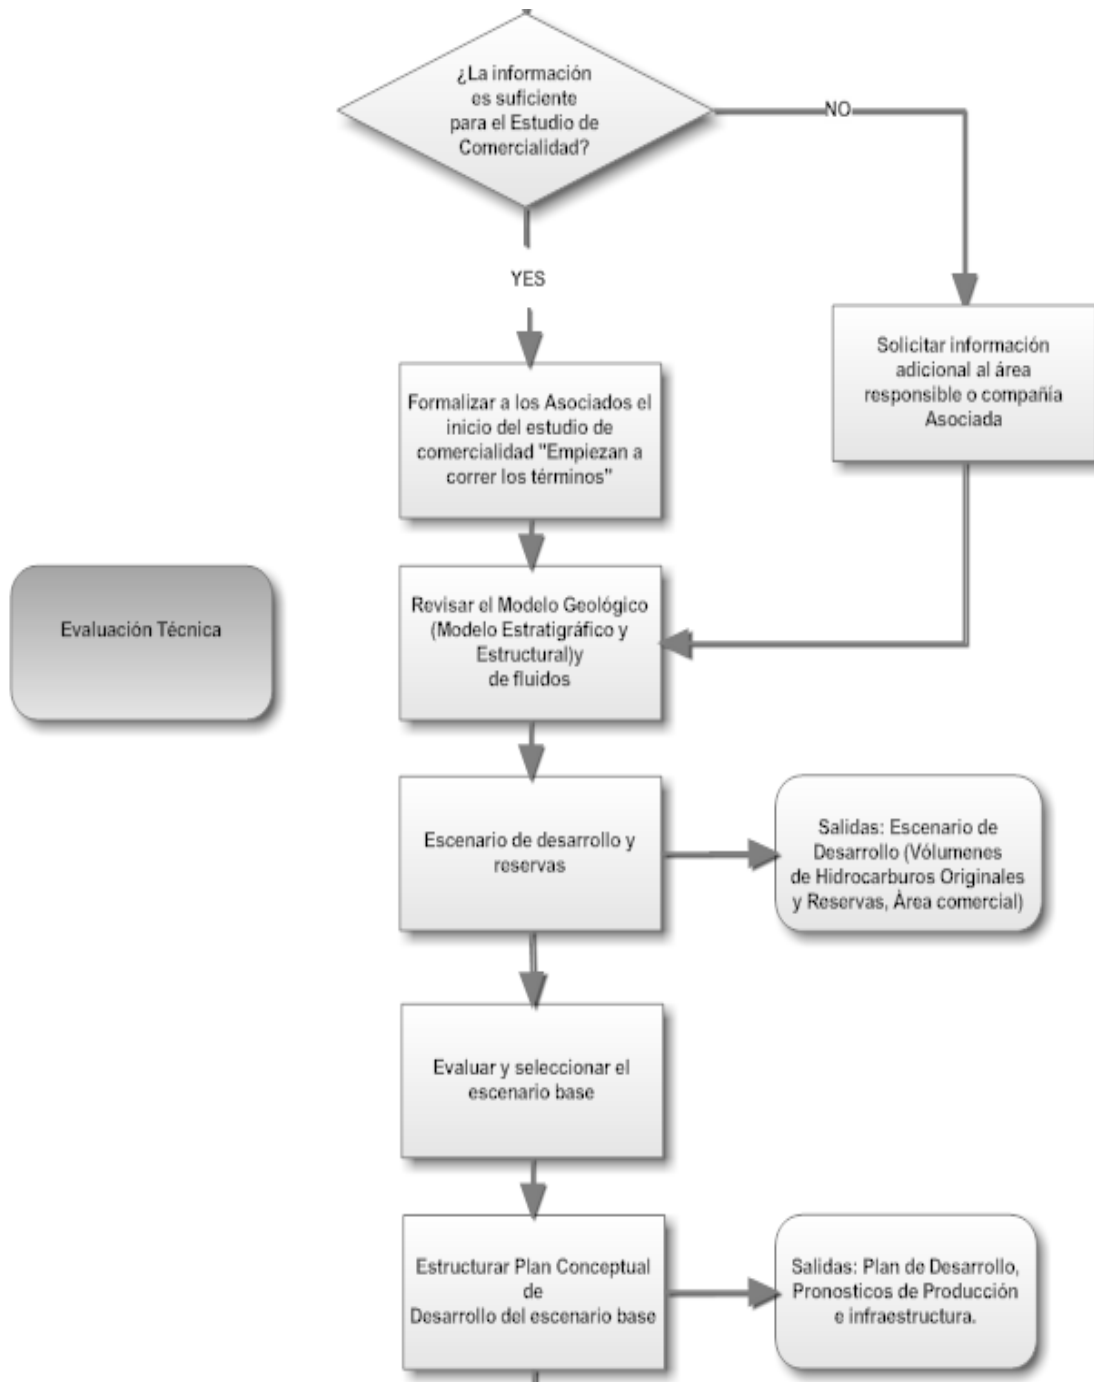 ¿La información
es suficiente
para el Estudio de
Comercialidad?
NO
YES
Solicitar información
adicional al área
responsible o compañía
Asociada
Formalizar a los Asociados el
inicio del estudio de
comercialidad "Empiezan a
correr los términos"
Evaluación Técnica
Revisar el Modelo Geológico
(Modelo Estratigráfico y
Estructural)y
de fluidos
Escenario de desarrollo y
reservas
Salidas: Escenario de
Desarrollo (Vólumenes
de Hidrocarburos Originales
y Reservas, Àrea comercial)
Evaluar y seleccionar el
escenario base
Estructurar Plan Conceptual
de
Desarrollo del escenario base
Salidas: Plan de Desarrollo,
Pronosticos de Producción
e infraestructura.